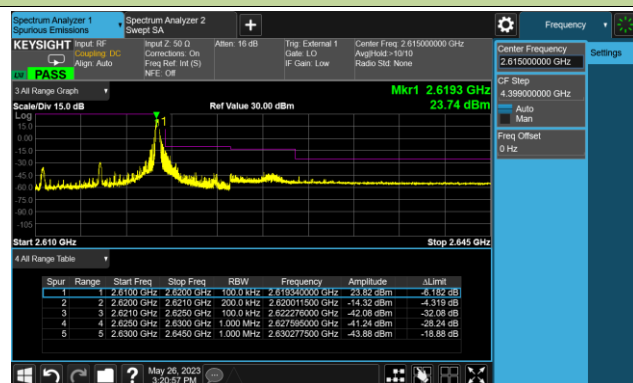 Spectrum Analyzer 1
Spurious Emissions
Spectrum Analyzer 2
Swept SA
Frequency
KEYSIGHT
Input: RF
Coupling: DC
Align: Auto
Input Z: 50 Ω
Corrections: On
Freq Ref: Int (S)
NFE: Off
Atten: 16 dB
Trig: External 1
Gate: LO
IF Gain: Low
Center Freq: 2.615000000 GHz
Avg|Hold:>10/10
Radio Std: None
PASS
Center Frequency
2.615000000 GHz
Settings
CF Step
4.399000000 GHz
Auto
Man
Freq Offset
0 Hz
3 All Range Graph
Mkr1 2.6193 GHz
Scale/Div 15.0 dB
Ref Value 30.00 dBm
23.74 dBm
Log
15.0
0.00
-15.0
-30.0
-45.0
-60.0
-75.0
-90.0
-105
1
Start 2.610 GHz
Stop 2.645 GHz
4 All Range Table
Spur Range Start Freq Stop Freq RBW Frequency Amplitude ΔLimit
1 1 2.6100 GHz 2.6200 GHz 100.0 kHz 2.619340000 GHz 23.82 dBm -6.182 dB
2 2 2.6200 GHz 2.6210 GHz 200.0 kHz 2.620011500 GHz -14.32 dBm -4.319 dB
3 3 2.6210 GHz 2.6250 GHz 100.0 kHz 2.622276000 GHz -42.08 dBm -32.08 dB
4 4 2.6250 GHz 2.6300 GHz 1.000 MHz 2.627595000 GHz -41.24 dBm -28.24 dB
5 5 2.6300 GHz 2.6450 GHz 1.000 MHz 2.630277500 GHz -43.88 dBm -18.88 dB
May 26, 2023
3:20:57 PM